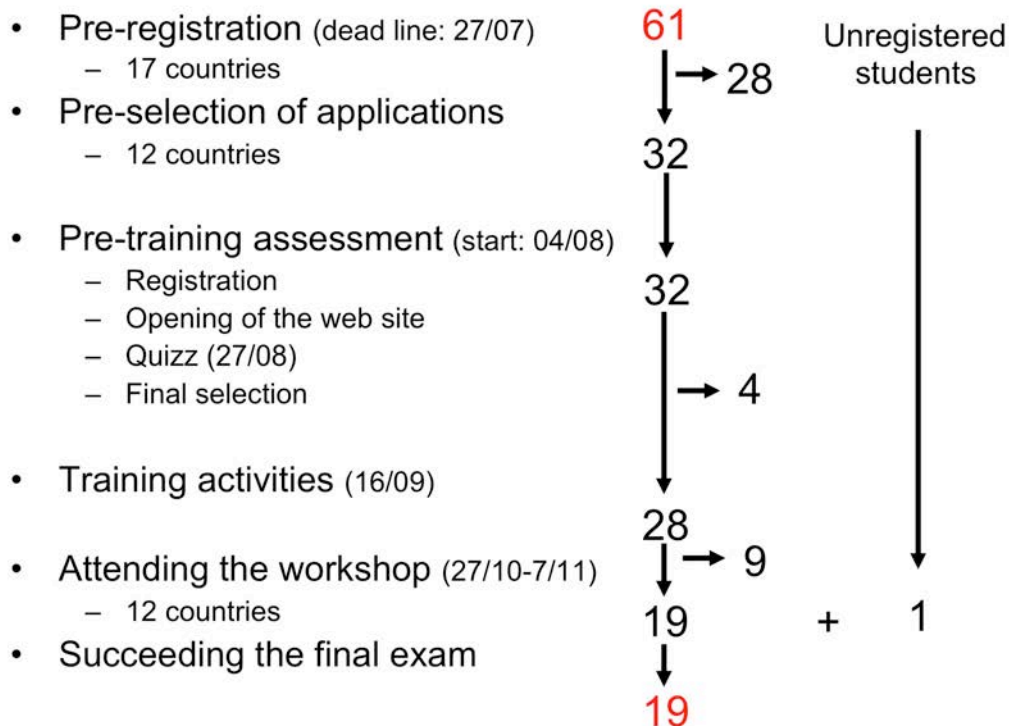 • Pre-registration (dead line: 27/07)
– 17 countries
• Pre-selection of applications
– 12 countries
• Pre-training assessment (start: 04/08)
– Registration
– Opening of the web site
– Quizz (27/08)
– Final selection
• Training activities (16/09)
• Attending the workshop (27/10-7/11)
– 12 countries
• Succeeding the final exam
61
28
32
32
4
28
9
19 + 1
19
Unregistered
students